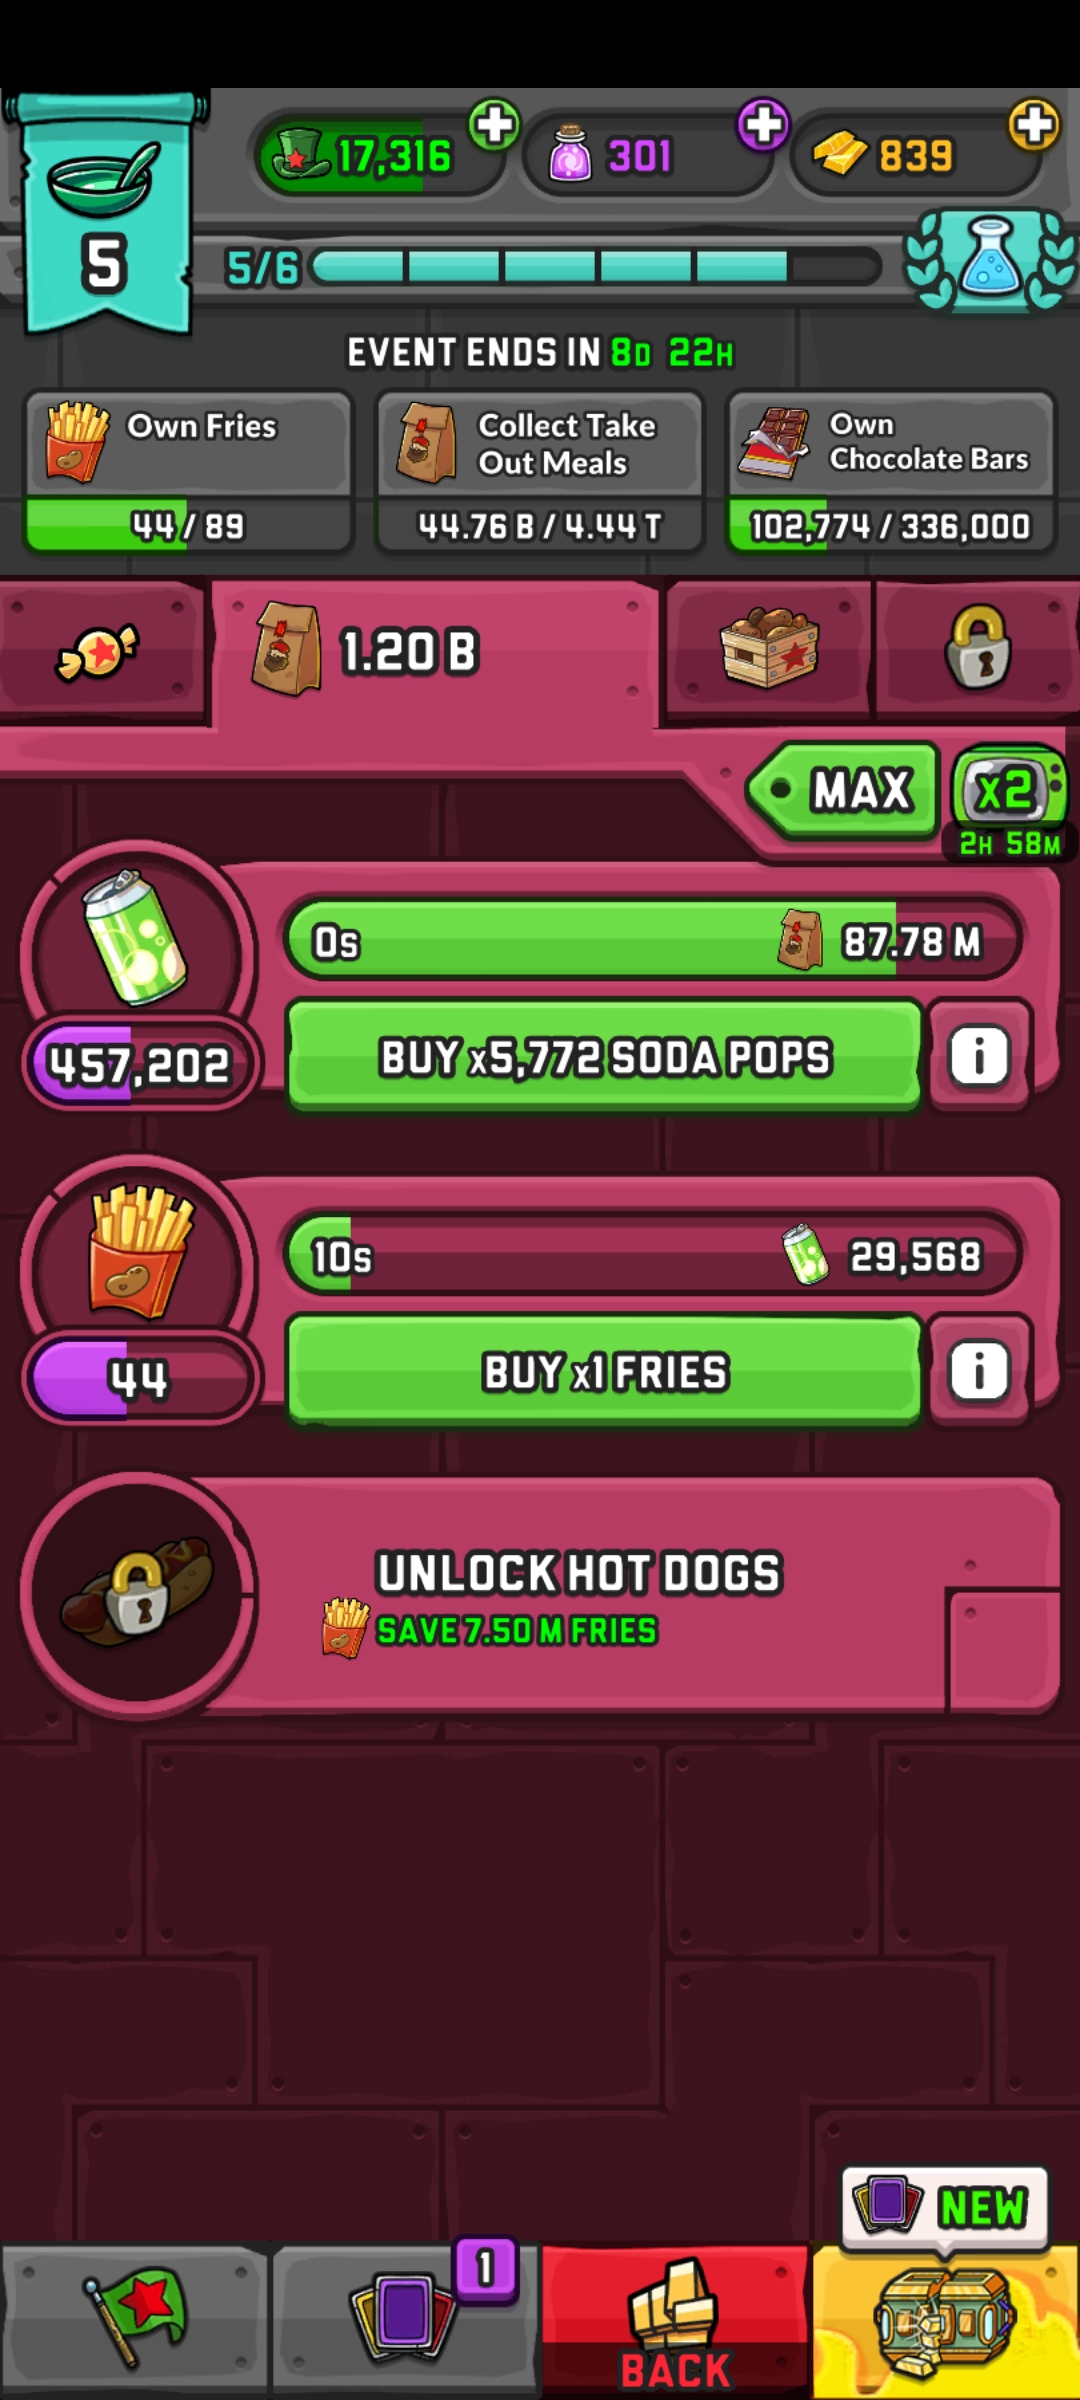 17,316
301
839
5
5/6
EVENT ENDS IN 8D 22H
Own Fries
44 / 89
Collect Take
Out Meals
44.76 B / 4.44 T
Own
Chocolate Bars
102,774 / 336,000
1.20 B
MAX
x2
2H 58M
0s
87.78 M
457,202
BUY x5,772 SODA POPS
i
10s
29,568
44
BUY x1 FRIES
i
UNLOCK HOT DOGS
SAVE 7.50 M FRIES
NEW
1
BACK